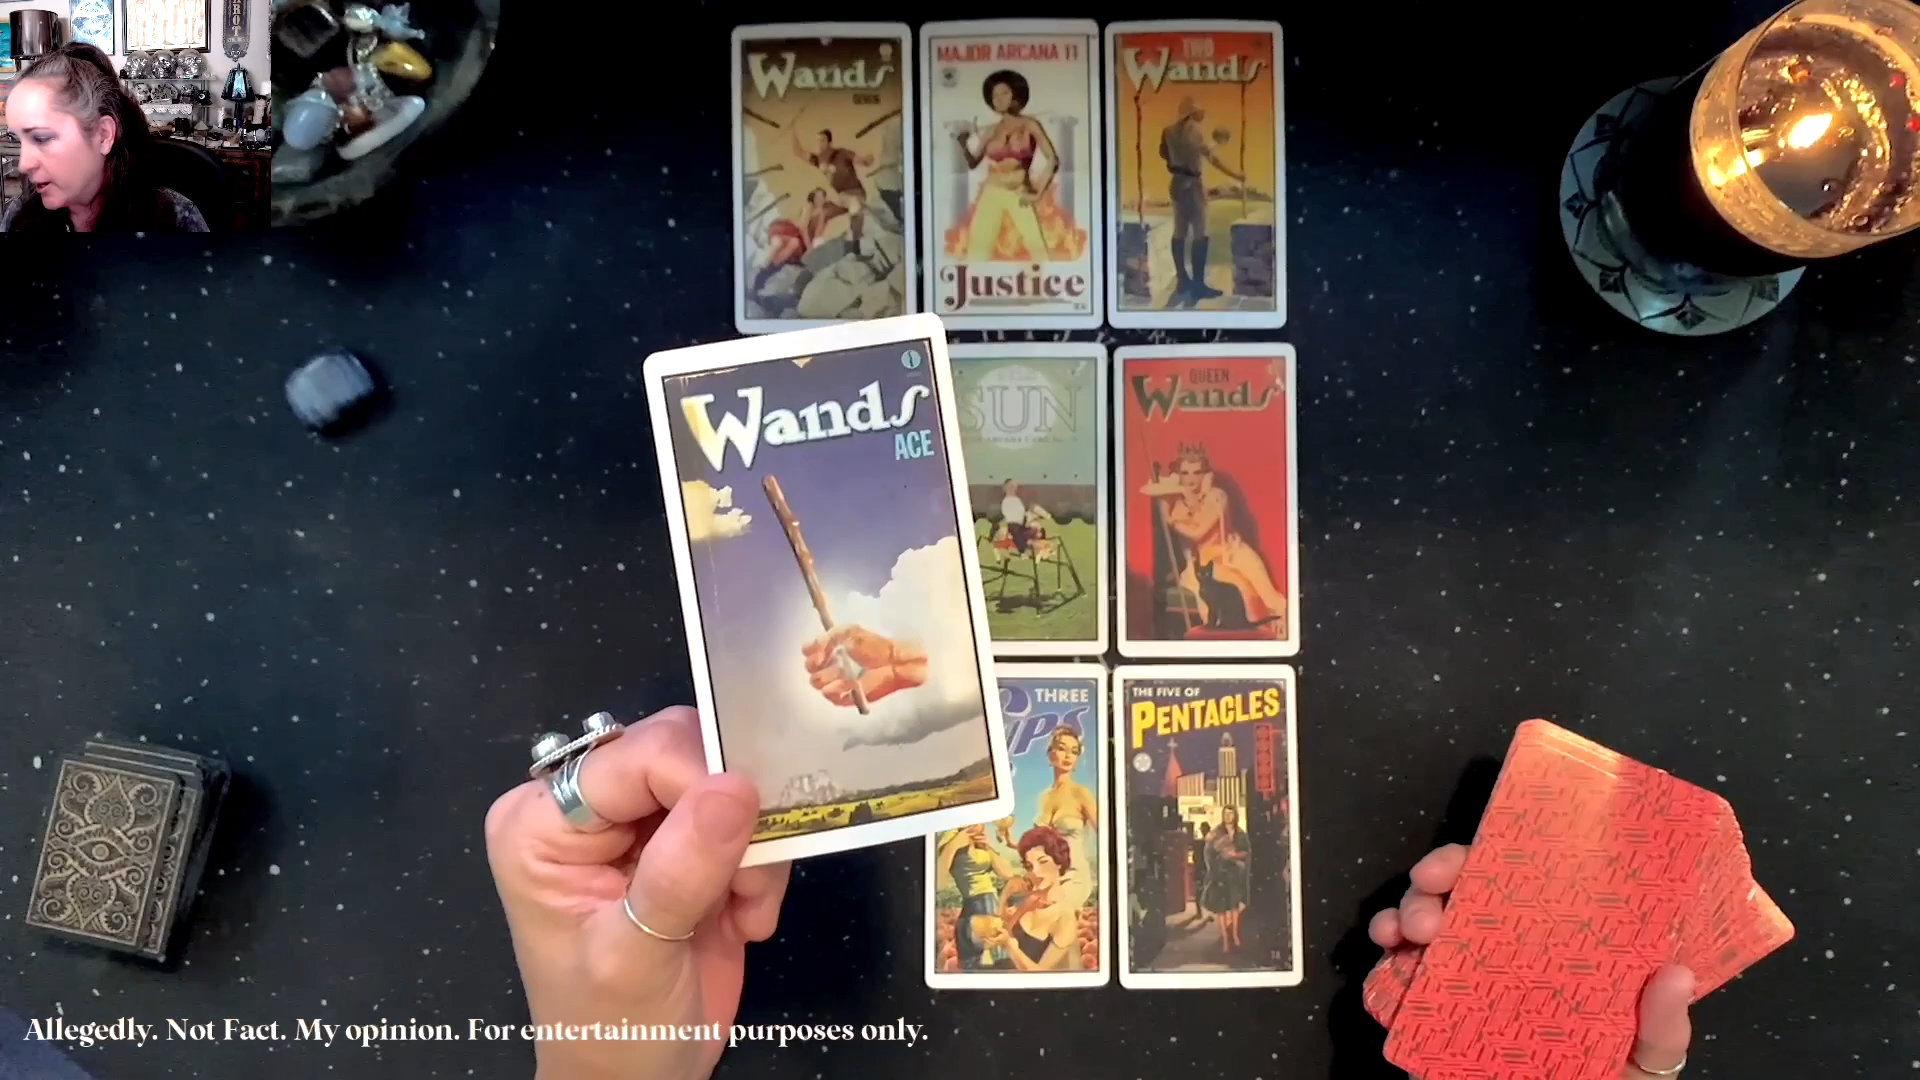 Wands
MAJOR ARCANA 11
Justice
TWO
Wands
Wands
ACE
SUN
QUEEN
Wands
THREE
THE FIVE OF
PENTACLES
Allegedly. Not Fact. My opinion. For entertainment purposes only.